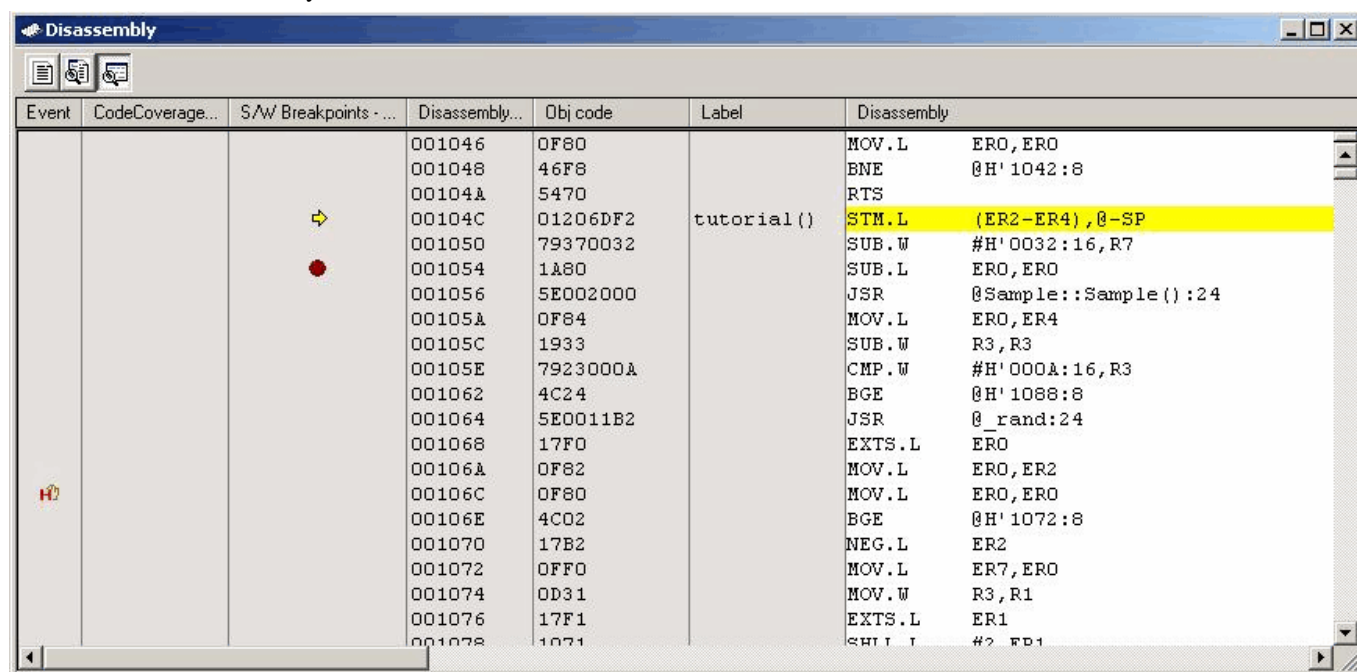 Disassembly
Event CodeCoverage... S/W Breakpoints - ... Disassembly... Obj code Label Disassembly
001046 0F80 MOV.L ER0,ER0
001048 46F8 BNE @H'1042:8
00104A 5470 RTS
00104C 01206DF2 tutorial() STM.L (ER2-ER4),@-SP
001050 79370032 SUB.W #H'0032:16,R7
001054 1A80 SUB.L ER0,ER0
001056 5E002000 JSR @Sample::Sample():24
00105A 0F84 MOV.L ER0,ER4
00105C 1933 SUB.W R3,R3
00105E 7923000A CMP.W #H'000A:16,R3
001062 4C24 BGE @H'1088:8
001064 5E0011B2 JSR @_rand:24
001068 17F0 EXTS.L ER0
00106A 0F82 MOV.L ER0,ER2
H 00106C 0F80 MOV.L ER0,ER0
00106E 4C02 BGE @H'1072:8
001070 17B2 NEG.L ER2
001072 0FF0 MOV.L ER7,ER0
001074 0D31 MOV.W R3,R1
001076 17F1 EXTS.L ER1
001078 1071 SHLL.L #2,ER1